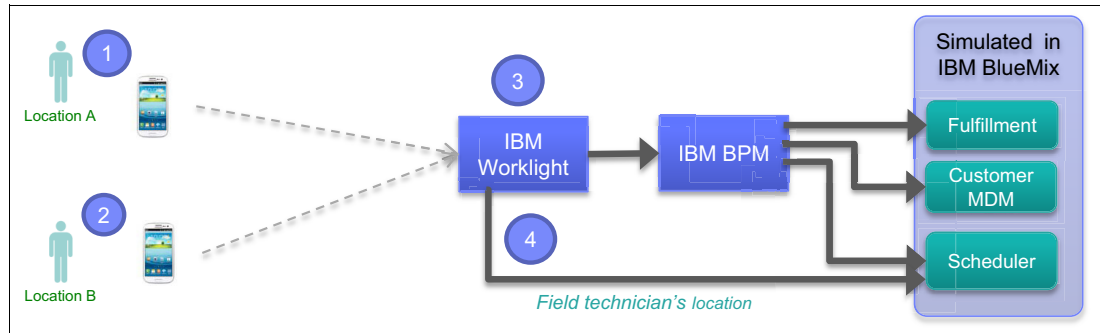 1
Location A
2
Location B
3
IBM
Worklight
IBM BPM
4
Field technician's location
Simulated in
IBM BlueMix
Fulfillment
Customer
MDM
Scheduler